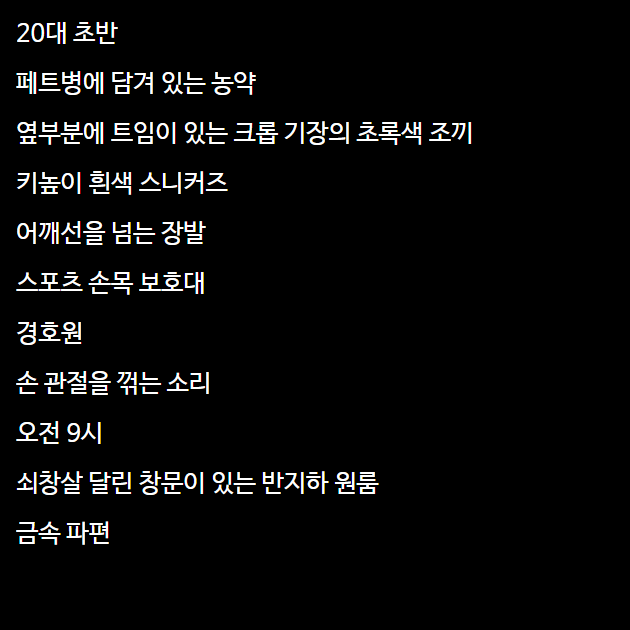 20대 초반
페트병에 담겨 있는 농약
옆부분에 트임이 있는 크롭 기장의 초록색 조끼
키높이 흰색 스니커즈
어깨선을 넘는 장발
스포츠 손목 보호대
경호원
손 관절을 꺾는 소리
오전 9시
쇠창살 달린 창문이 있는 반지하 원룸
금속 파편